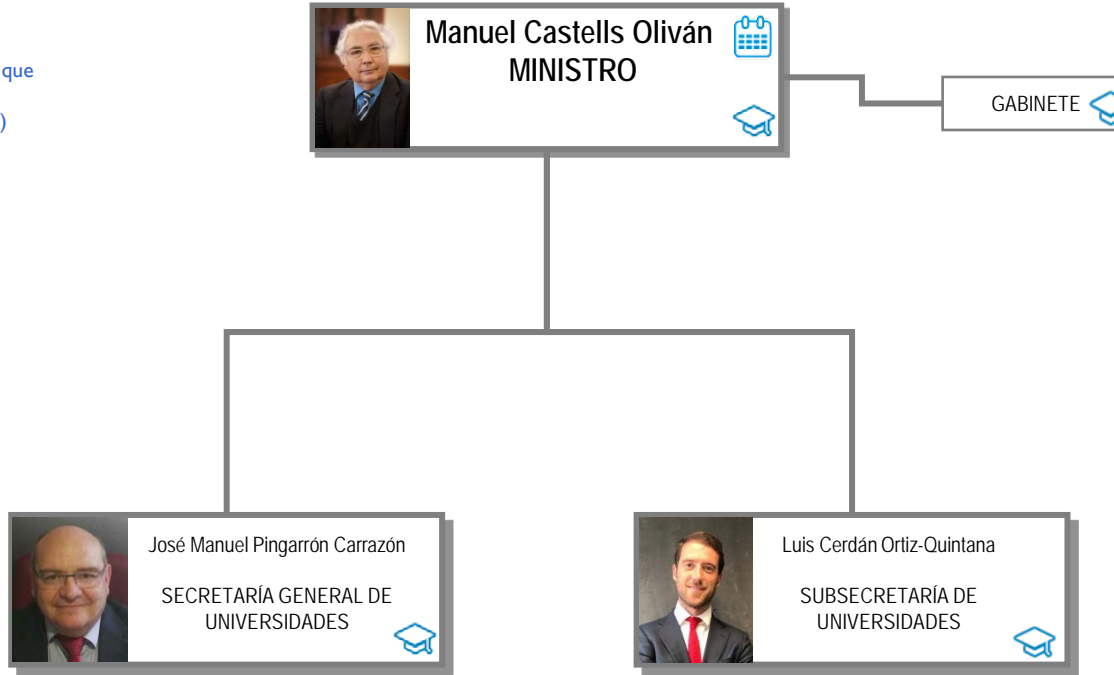 que
)
Manuel Castells Oliván
MINISTRO
GABINETE
José Manuel Pingarrón Carrazón
SECRETARÍA GENERAL DE
UNIVERSIDADES
Luis Cerdán Ortiz-Quintana
SUBSECRETARÍA DE
UNIVERSIDADES